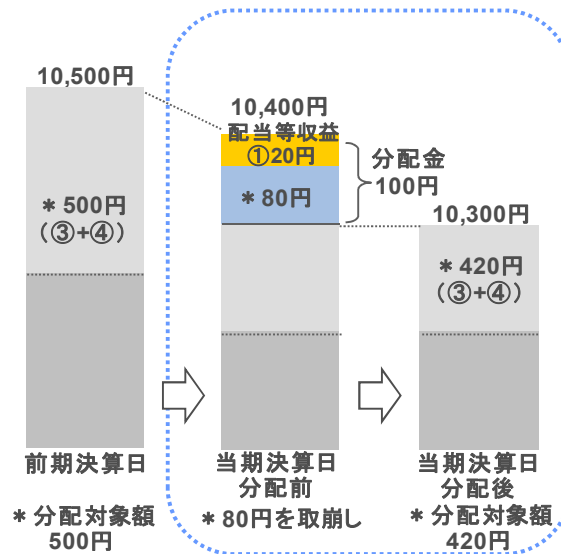 10,500円
＊500円
（③+④）
前期決算日
＊分配対象額
500円
10,400円
配当等収益
①20円
＊80円
分配金
100円
当期決算日
分配前
＊80円を取崩し
10,300円
＊420円
（③+④）
当期決算日
分配後
＊分配対象額
420円